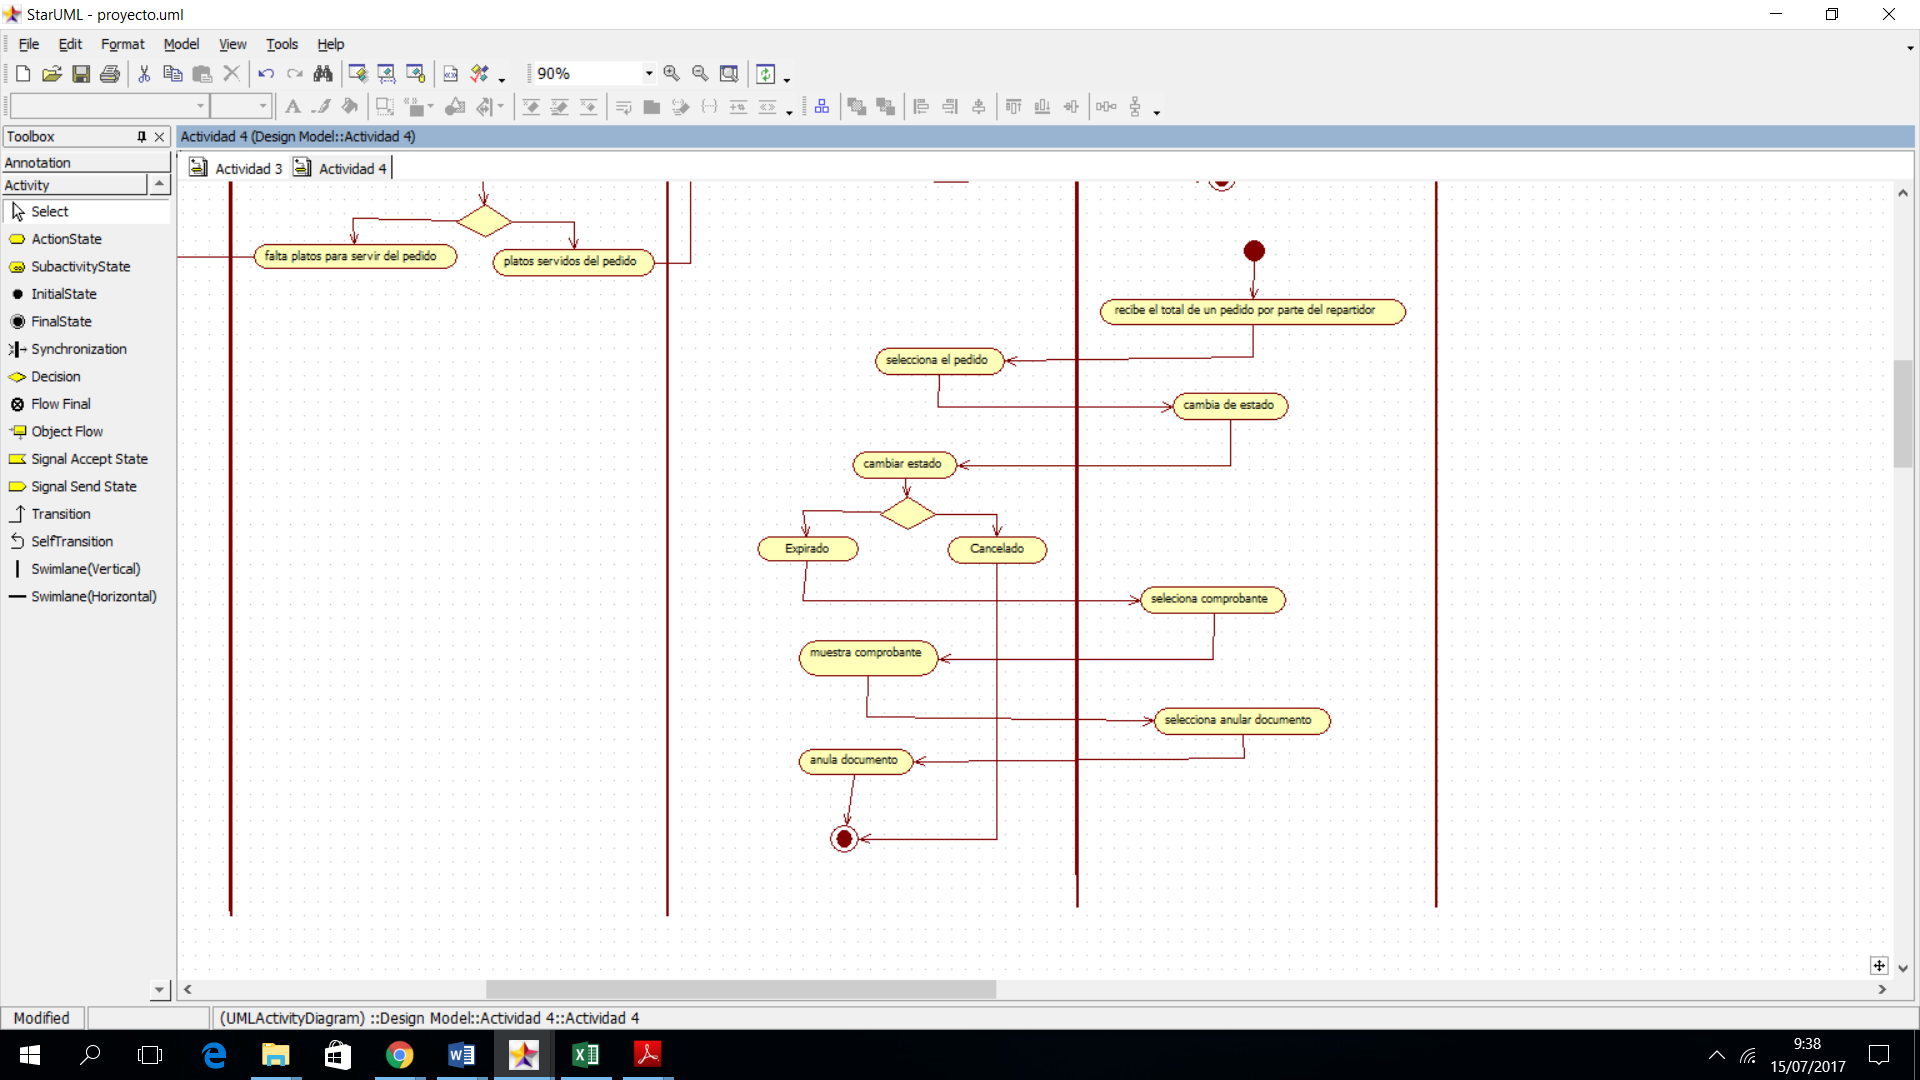 StarUML - proyecto.uml
File Edit Format Model View Tools Help
90%
Toolbox
Actividad 4 (Design Model::Actividad 4)
Annotation
Actividad 3 Actividad 4
Activity
Select
ActionState
SubactivityState
InitialState
FinalState
Synchronization
Decision
Flow Final
Object Flow
Signal Accept State
Signal Send State
Transition
SelfTransition
Swimlane(Vertical)
Swimlane(Horizontal)
falta platos para servir del pedido
platos servidos del pedido
recibe el total de un pedido por parte del repartidor
selecciona el pedido
cambia de estado
cambiar estado
Expirado
Cancelado
seleciona comprobante
muestra comprobante
selecciona anular documento
anula documento
Modified
(UMLActivityDiagram) ::Design Model::Actividad 4::Actividad 4
9:38
15/07/2017